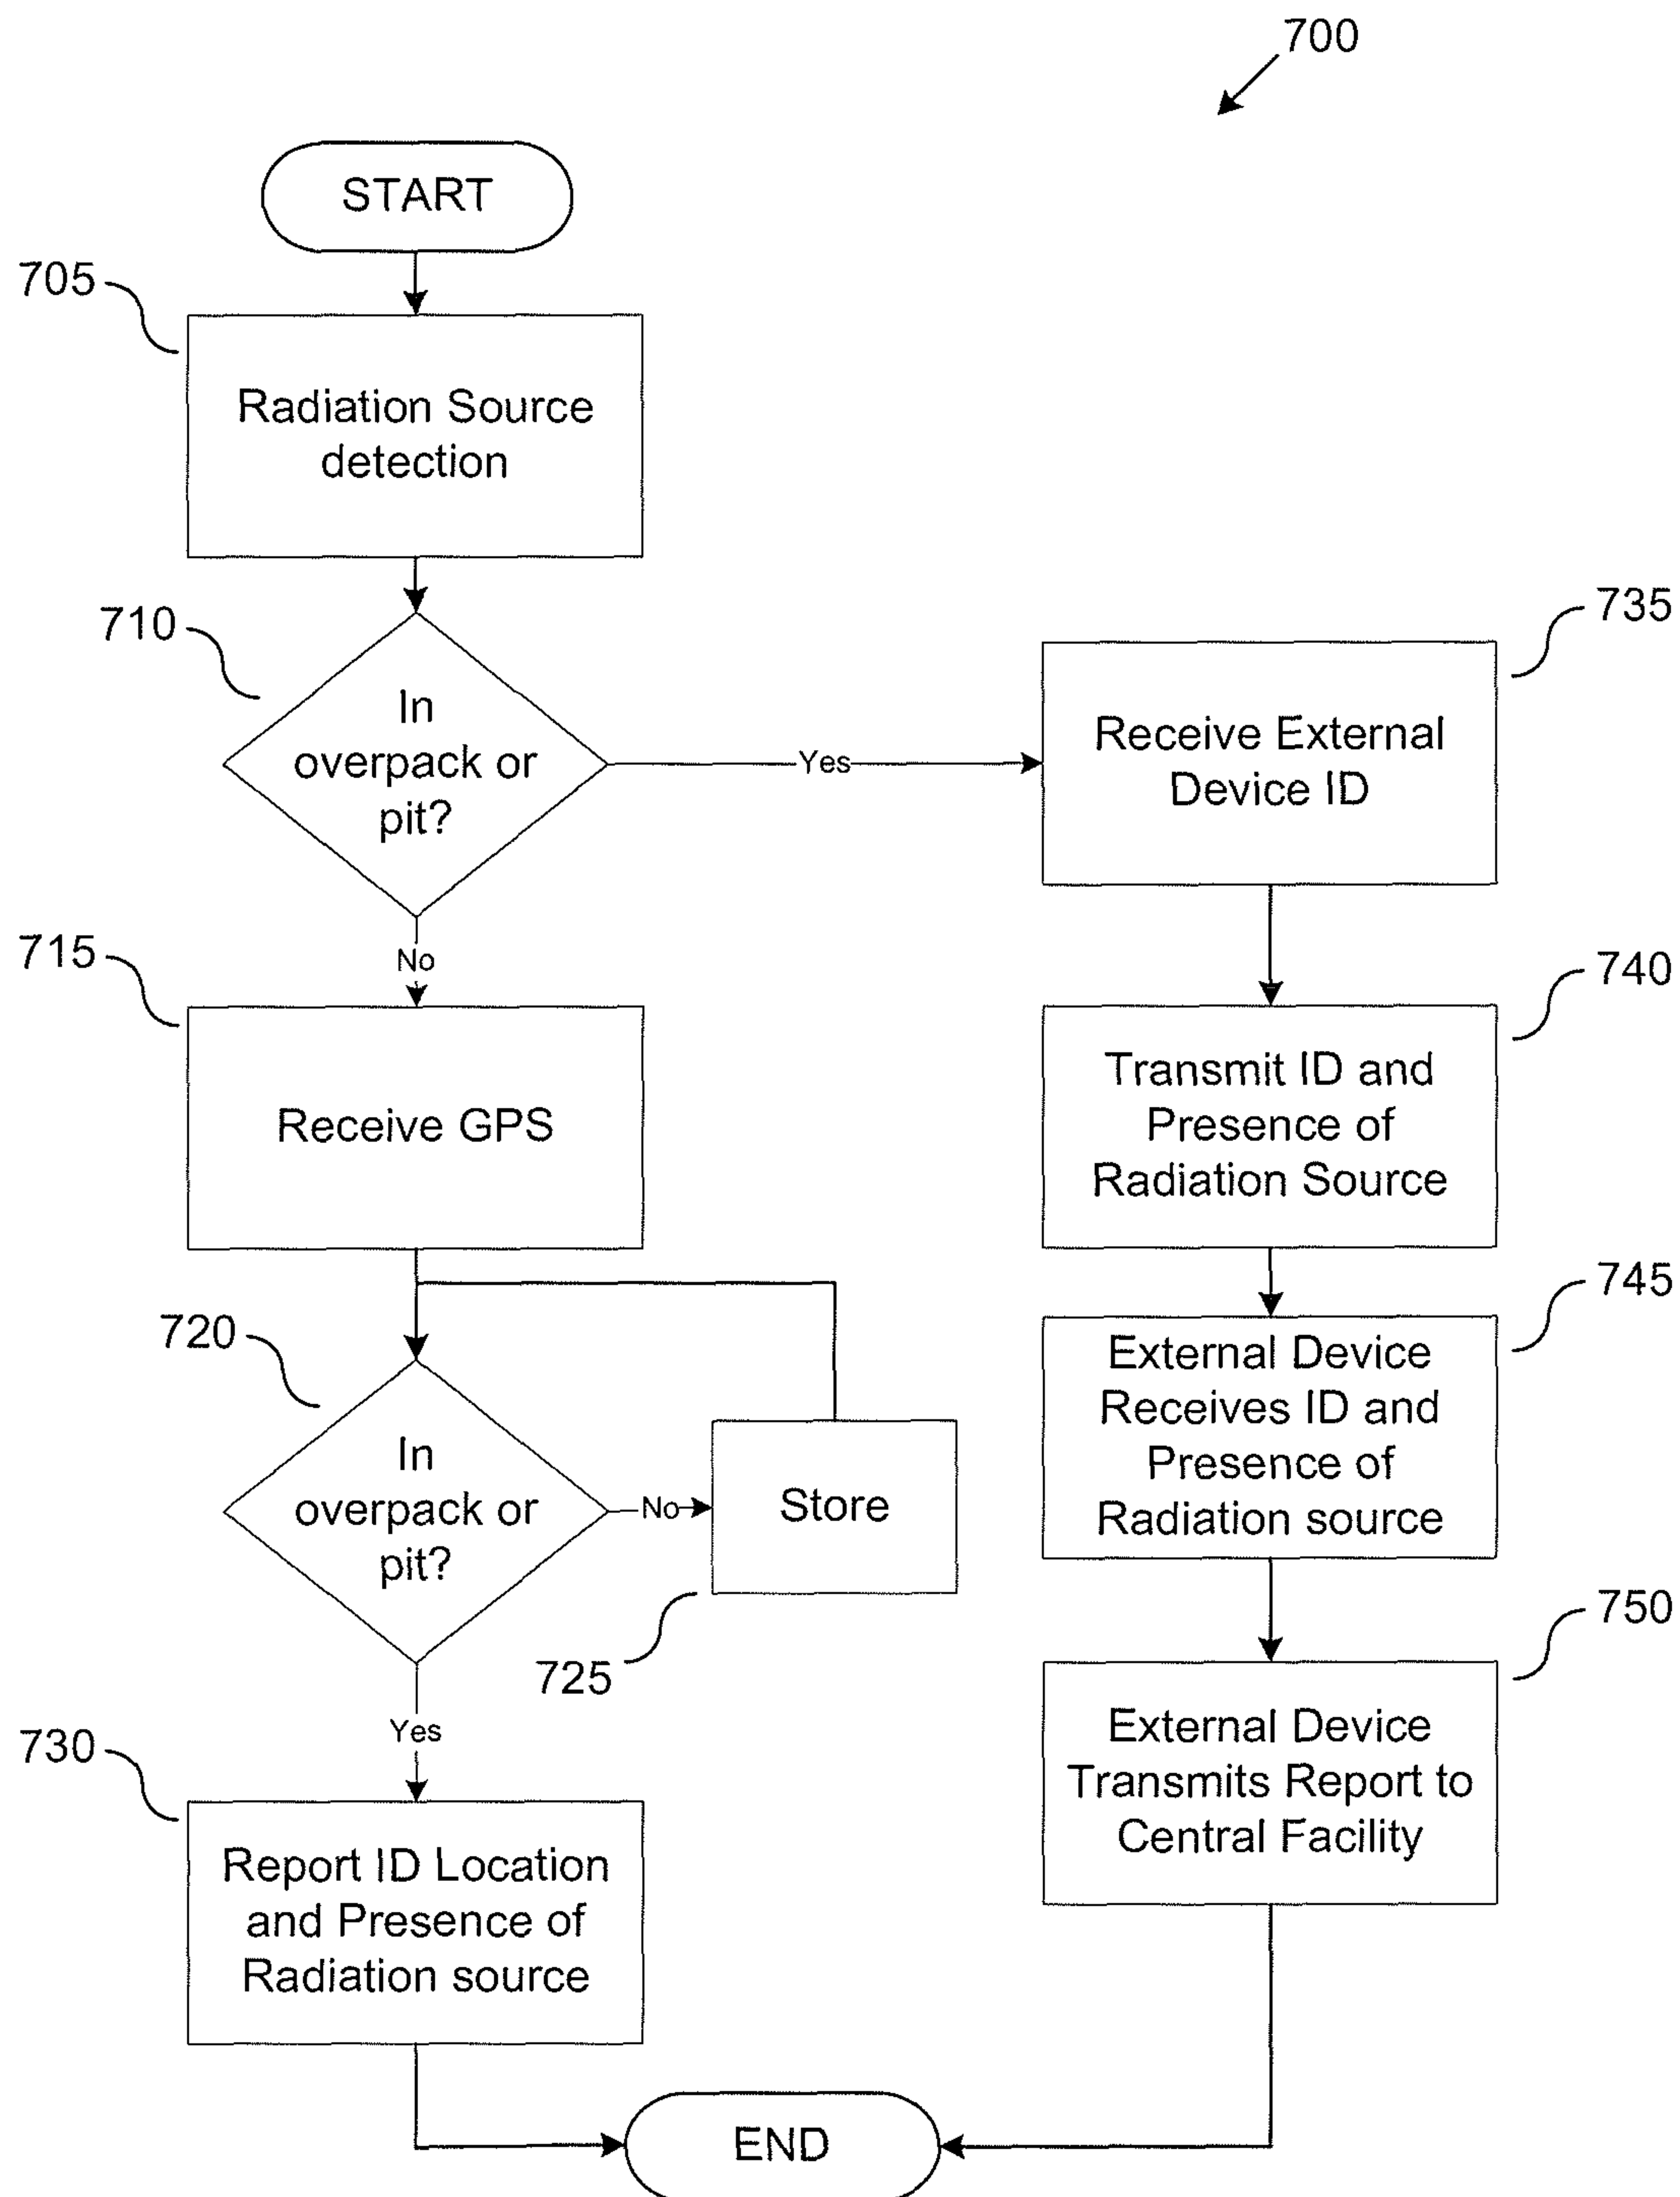 700
START
705
Radiation Source
detection
710
In
overpack or
pit?
Yes
735
Receive External
Device ID
No
715
Receive GPS
740
Transmit ID and
Presence of
Radiation Source
720
In
overpack or
pit?
No
Store
725
745
External Device
Receives ID and
Presence of
Radiation source
Yes
750
External Device
Transmits Report to
Central Facility
730
Report ID Location
and Presence of
Radiation source
END